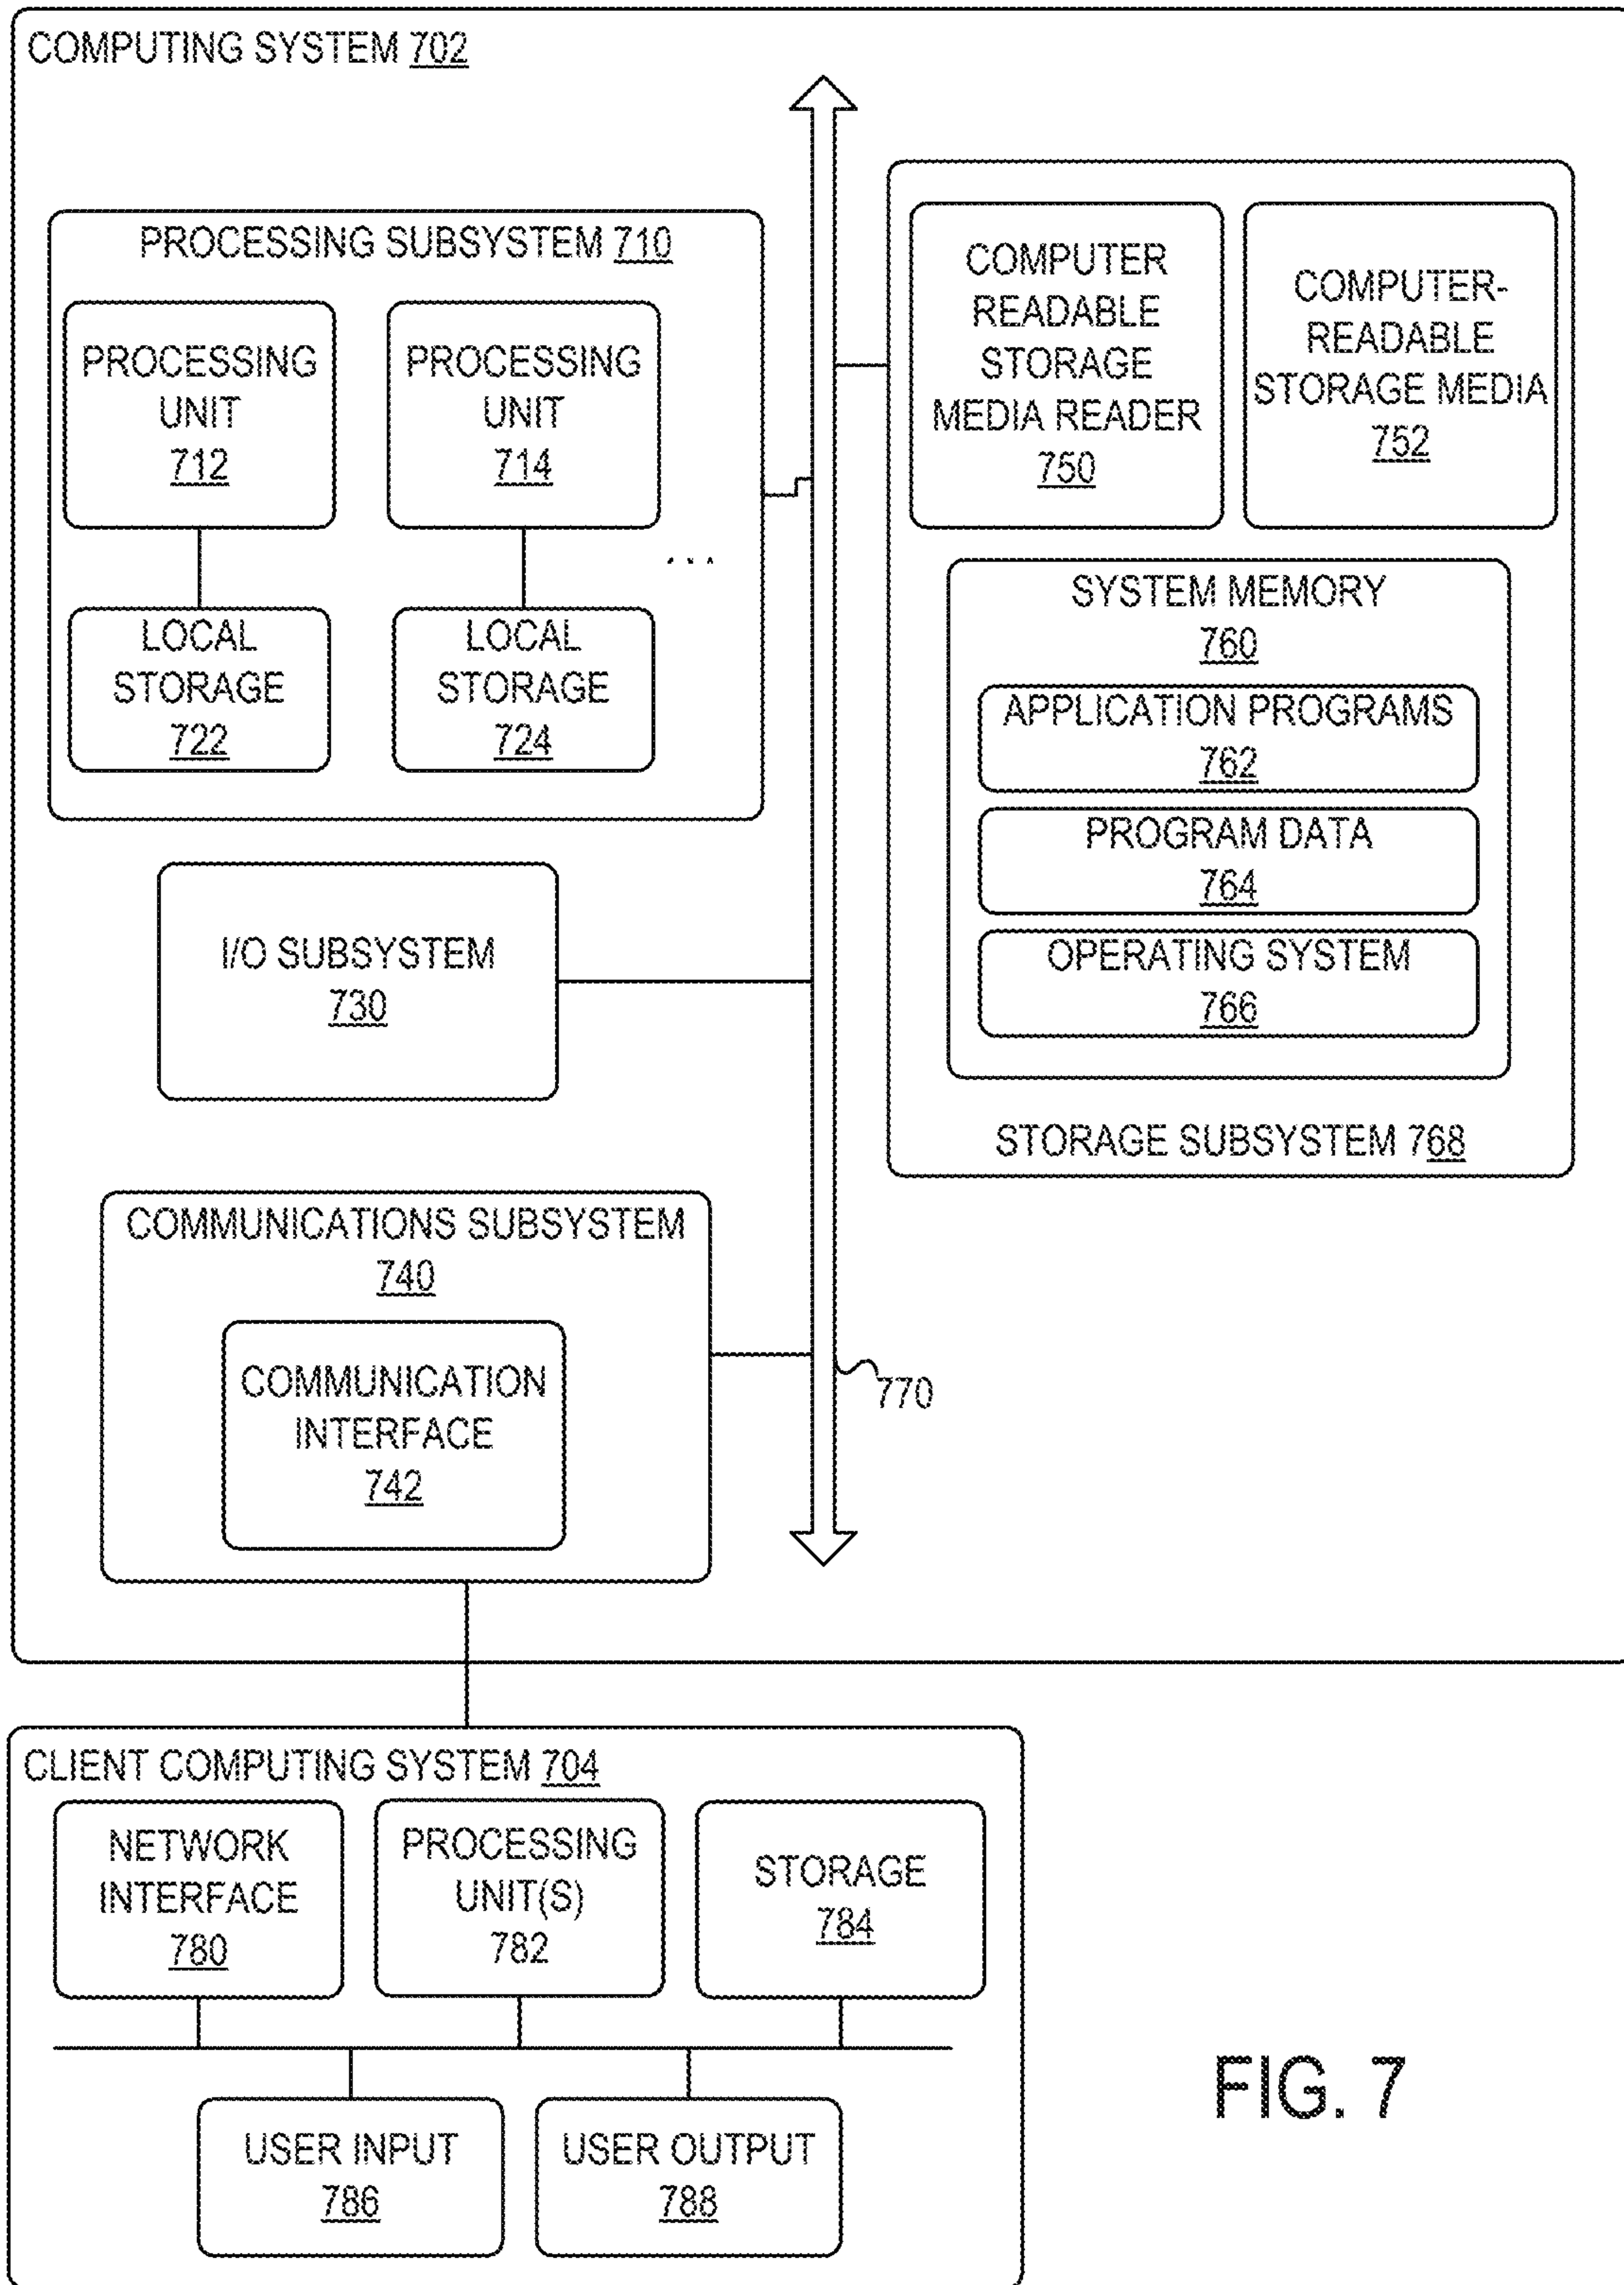 COMPUTING SYSTEM 702
PROCESSING SUBSYSTEM 710
PROCESSING
UNIT
712
PROCESSING
UNIT
714
. . .
LOCAL
STORAGE
722
LOCAL
STORAGE
724
I/O SUBSYSTEM
730
COMMUNICATIONS SUBSYSTEM
740
COMMUNICATION
INTERFACE
742
COMPUTER
READABLE
STORAGE
MEDIA READER
750
COMPUTER-
READABLE
STORAGE MEDIA
752
SYSTEM MEMORY
760
APPLICATION PROGRAMS
762
PROGRAM DATA
764
OPERATING SYSTEM
766
STORAGE SUBSYSTEM 768
770
CLIENT COMPUTING SYSTEM 704
NETWORK
INTERFACE
780
PROCESSING
UNIT(S)
782
STORAGE
784
USER INPUT
786
USER OUTPUT
788
FIG. 7